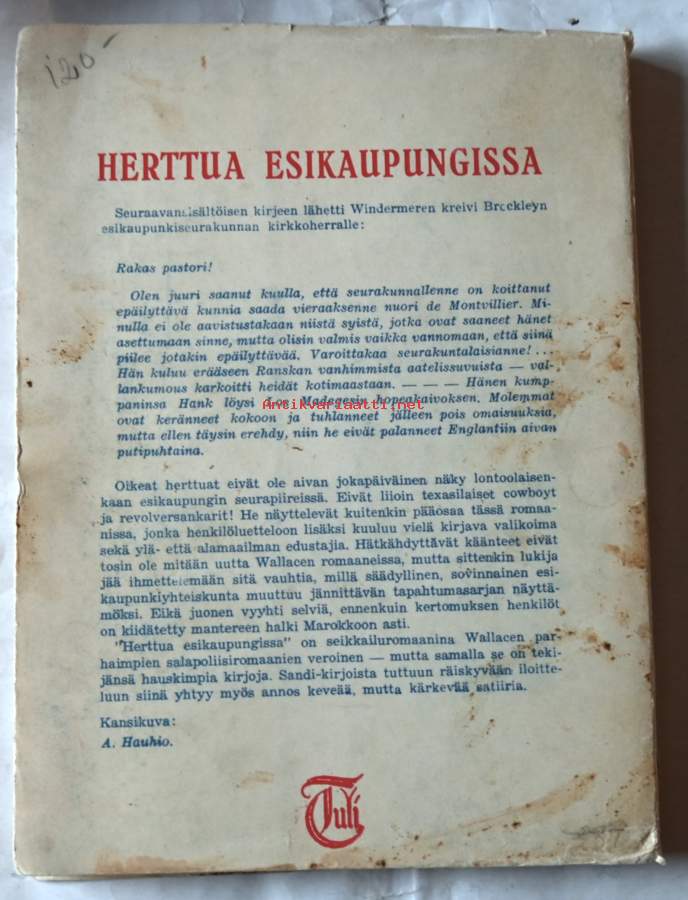 120
HERTTUA ESIKAUPUNGISSA
Seuraavansisältöisen kirjeen lähetti Windermeren kreivi Brockleyn
esikaupunkiseurakunnan kirkkoherralle:
Rakas pastori!
Olen juuri saanut kuulla, että seurakunnallenne on koittanut
epäilyttävä kunnia saada vieraaksenne nuori de Montvillier. Mi-
nulla ei ole aavistustakaan niistä syistä, jotka ovat saaneet hänet
asettumaan sinne, mutta olisin valmis vaikka vannomaan, että siinä
piilee jotakin epäilyttävää. Varoittakaa seurakuntalaisianne! . . .
Hän kuluu erääseen Ranskan vanhimmista aatelissuvuista — val-
lankumous karkoitti heidät kotimaastaan. — — — Hänen kump-
paninsa Hank löysi Los Madegesin hopeakaivoksen. Molemmat
Antikvariaatti.net
ovat keränneet kokoon ja tuhlanneet jälleen pois omaisuuksia,
mutta ellen täysin erehdy, niin he eivät palanneet Englantiin aivan
putipuhtaina.
Oikeat herttuat eivät ole aivan jokapäiväinen näky lontoolaisen-
kaan esikaupungin seurapiireissä. Eivät liioin texasilaiset cowboyt
ja revolversankarit! He näyttelevät kuitenkin pääosaa tässä romaa-
nissa, jonka henkilöluetteloon lisäksi kuuluu vielä kirjava valikoima
sekä ylä- että alamaailman edustajia. Hätkähdyttävät käänteet eivät
tosin ole mitään uutta Wallacen romaaneissa, mutta sittenkin lukija
jää ihmettelemään sitä vauhtia, millä säädyllinen, sovinnainen esi-
kaupunkiyhteiskunta muuttuu jännittävän tapahtumasarjan näyttä-
möksi. Eikä juonen vyyhti selviä, ennenkuin kertomuksen henkilöt
on kiidätetty mantereen halki Marokkoon asti.
"Herttua esikaupungissa" on seikkailuromaanina Wallacen par-
haimpien salapoliisiromaanien veroinen — mutta samalla se on teki-
jänsä hauskimpia kirjoja. Sandi-kirjoista tuttuun räiskyvään iloitte-
luun siinä yhtyy myös annos keveää, mutta kärkevää satiiria.
Kansikuva:
A. Hauhio.
Tuli